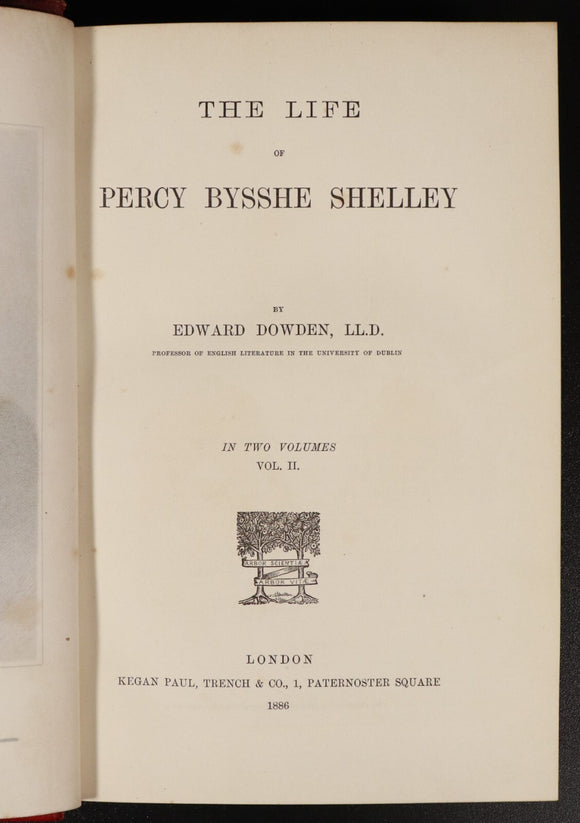 THE LIFE
OF
PERCY BYSSHE SHELLEY
BY
EDWARD DOWDEN, LL.D.
PROFESSOR OF ENGLISH LITERATURE IN THE UNIVERSITY OF DUBLIN
IN TWO VOLUMES
VOL. II.
ARBOR SCIENTIÆ
ARBOR VITÆ
LONDON
KEGAN PAUL, TRENCH & CO., 1, PATERNOSTER SQUARE
1886